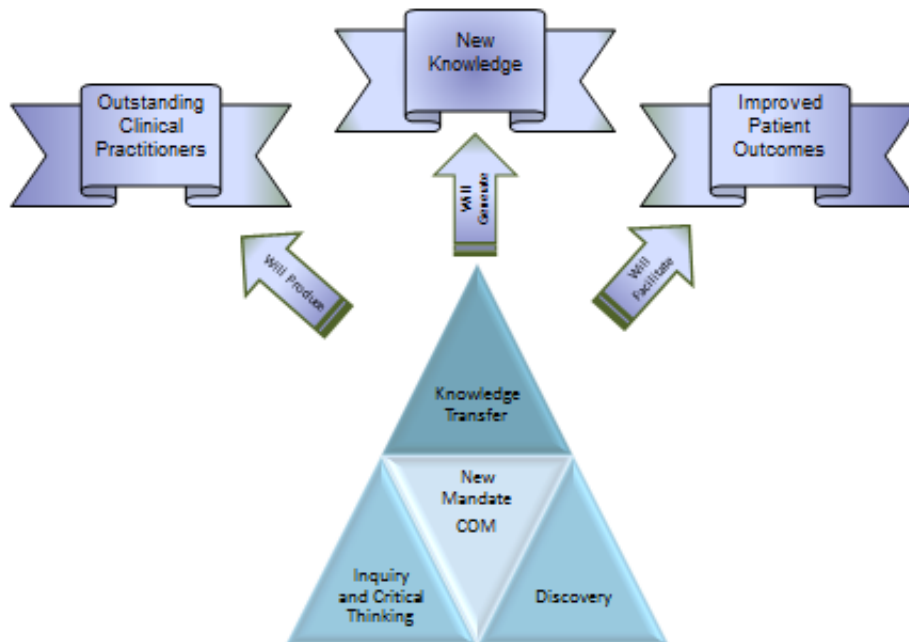 New
Knowledge
Outstanding
Clinical
Practitioners
Improved
Patient
Outcomes
Will Produce
Will
Generate
Will
Facilitate
Knowledge
Transfer
New
Mandate
COM
Inquiry
and Critical
Thinking
Discovery